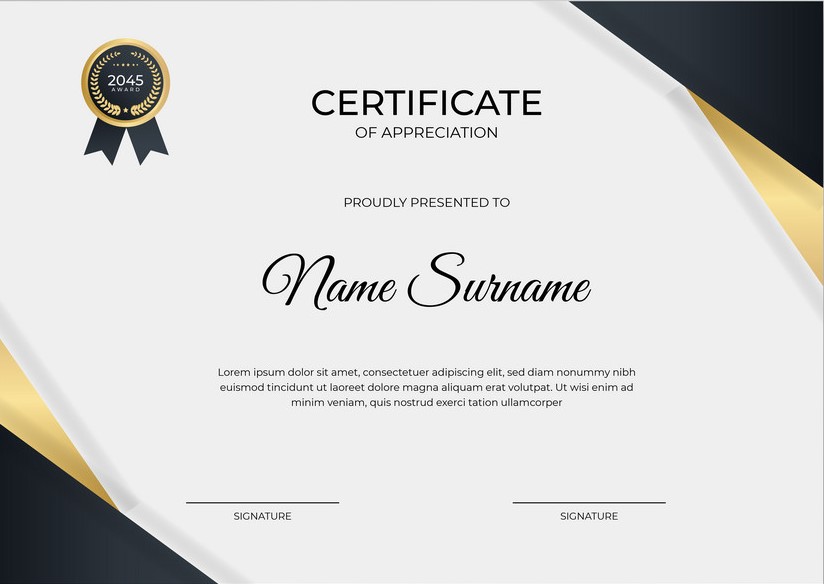 2045
AWARD
CERTIFICATE
OF APPRECIATION
PROUDLY PRESENTED TO
Name Surname
Lorem ipsum dolor sit amet, consectetuer adipiscing elit, sed diam nonummy nibh
euismod tincidunt ut laoreet dolore magna aliquam erat volutpat. Ut wisi enim ad
minim veniam, quis nostrud exerci tation ullamcorper
SIGNATURE
SIGNATURE